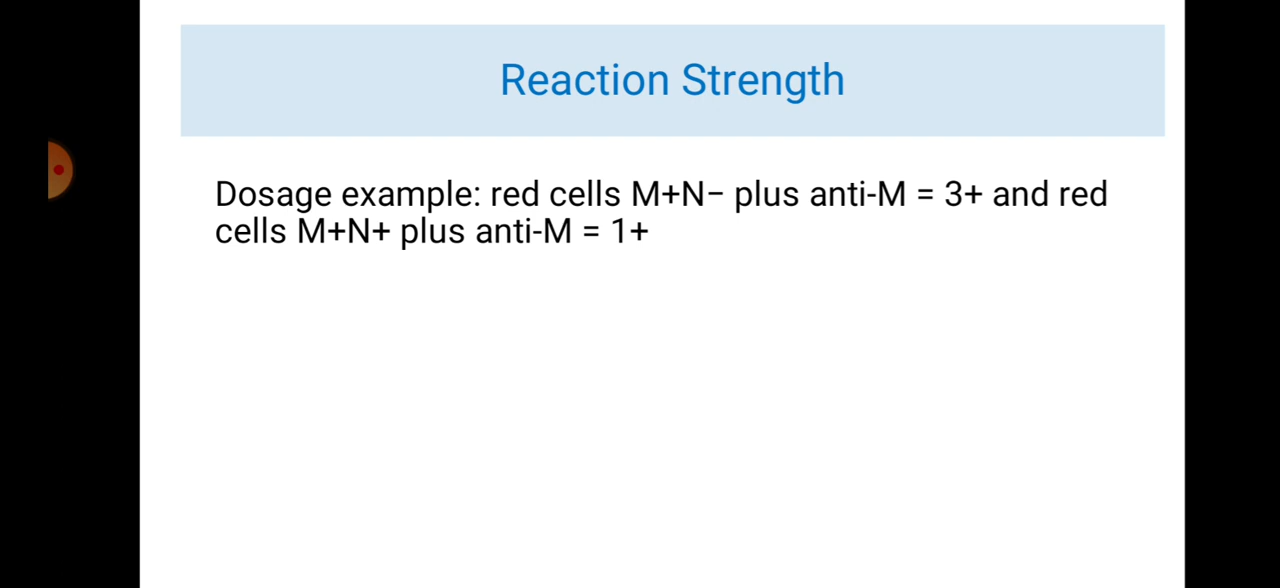 Reaction Strength
Dosage example: red cells M+N− plus anti-M = 3+ and red
cells M+N+ plus anti-M = 1+